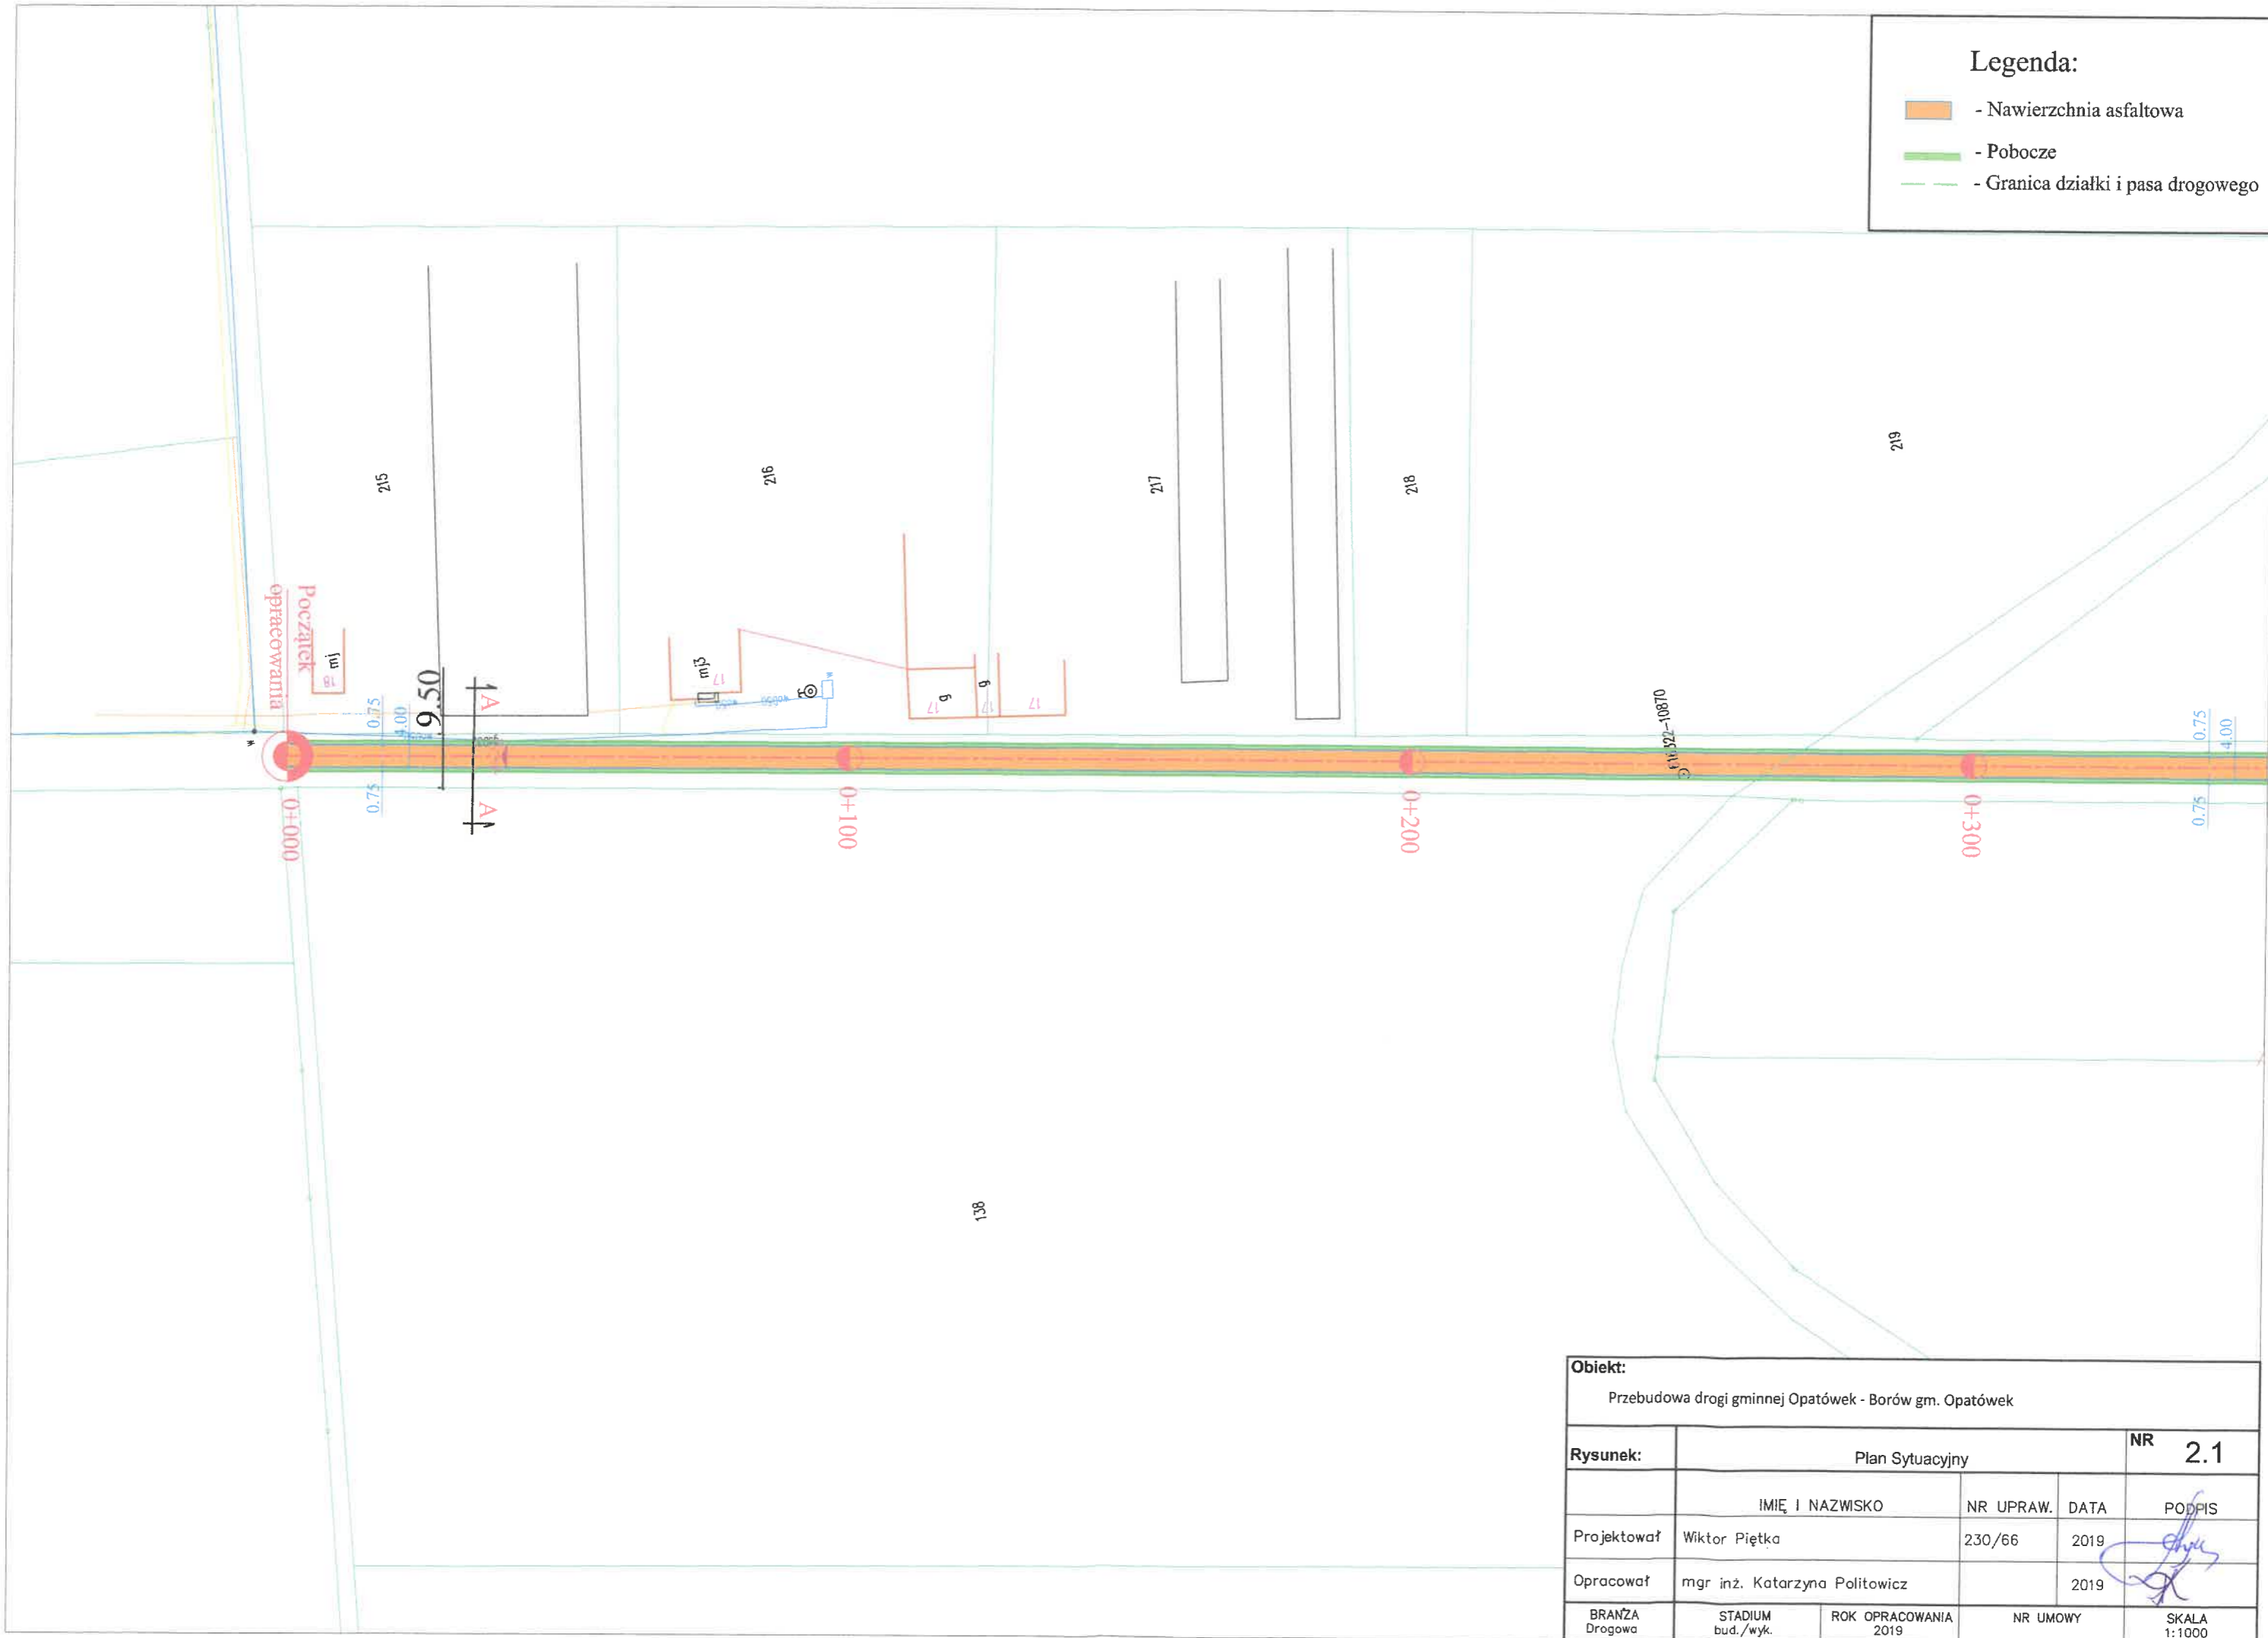 Legenda:
- Nawierzchnia asfaltowa
- Pobocze
- Granica działki i pasa drogowego
215
216
217
218
219
Początek
opracowania
mj
18
9.50
A
A
mj3
17
g
17
g
17
17
w
w
0.75
0.75
4.00
0.75
0.75
4.00
0.75
0+000
0+100
0+200
0+300
138
Obiekt:
Przebudowa drogi gminnej Opatówek - Borów gm. Opatówek
Rysunek:
Plan Sytuacyjny
NR 2.1
IMIĘ I NAZWISKO NR UPRAW. DATA PODPIS
Projektował Wiktor Piętka 230/66 2019
Opracował mgr inż. Katarzyna Politowicz 2019
BRANŻA Drogowa
STADIUM bud./wyk.
ROK OPRACOWANIA 2019
NR UMOWY
SKALA 1:1000